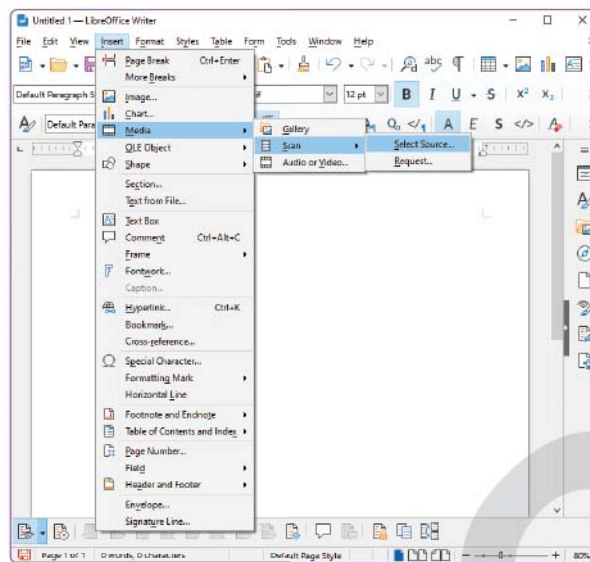 Untitled 1 — LibreOffice Writer
File Edit View Insert Format Styles Table Form Tools Window Help
Default Paragraph S
12 pt
B I U S X² X₂
Default Para
A E S </>
Page Break Ctrl+Enter
More Breaks
Image...
Chart...
Media
OLE Object
Shape
Section...
Text from File...
Text Box
Comment Ctrl+Alt+C
Frame
Fontwork...
Caption...
Hyperlink... Ctrl+K
Bookmark...
Cross-reference...
Special Character...
Formatting Mark
Horizontal Line
Footnote and Endnote
Table of Contents and Index
Page Number...
Field
Header and Footer
Envelope...
Signature Line...
Gallery
Scan
Audio or Video...
Select Source...
Request...
Page 1 of 1 0 words, 0 characters Default Page Style 80%